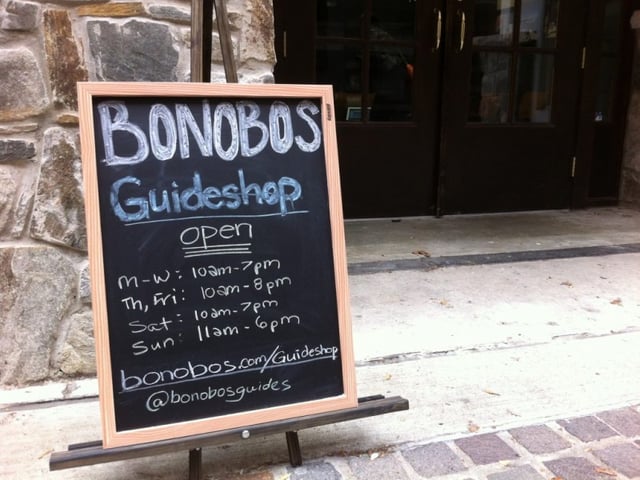 BONOBOS
Guideshop
open
M-W: 10am-7pm
Th, Fri: 10am-8pm
Sat: 10am-7pm
Sun: 11am-6pm
bonobos.com/Guideshop
@bonobosguides